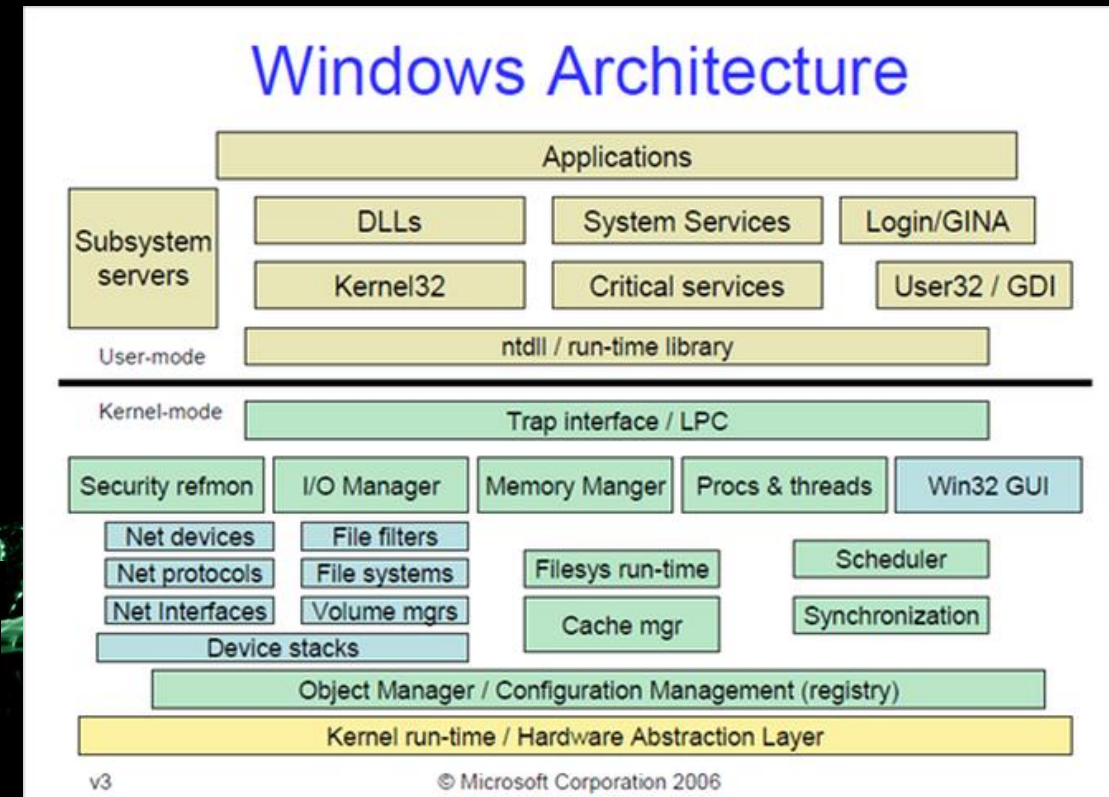 Windows Architecture
Applications
Subsystem
servers
DLLs
System Services
Login/GINA
Kernel32
Critical services
User32 / GDI
ntdll / run-time library
User-mode
Kernel-mode
Trap interface / LPC
Security refmon
I/O Manager
Memory Manger
Procs & threads
Win32 GUI
Net devices
File filters
Net protocols
File systems
Filesys run-time
Scheduler
Net Interfaces
Volume mgrs
Cache mgr
Synchronization
Device stacks
Object Manager / Configuration Management (registry)
Kernel run-time / Hardware Abstraction Layer
v3
© Microsoft Corporation 2006